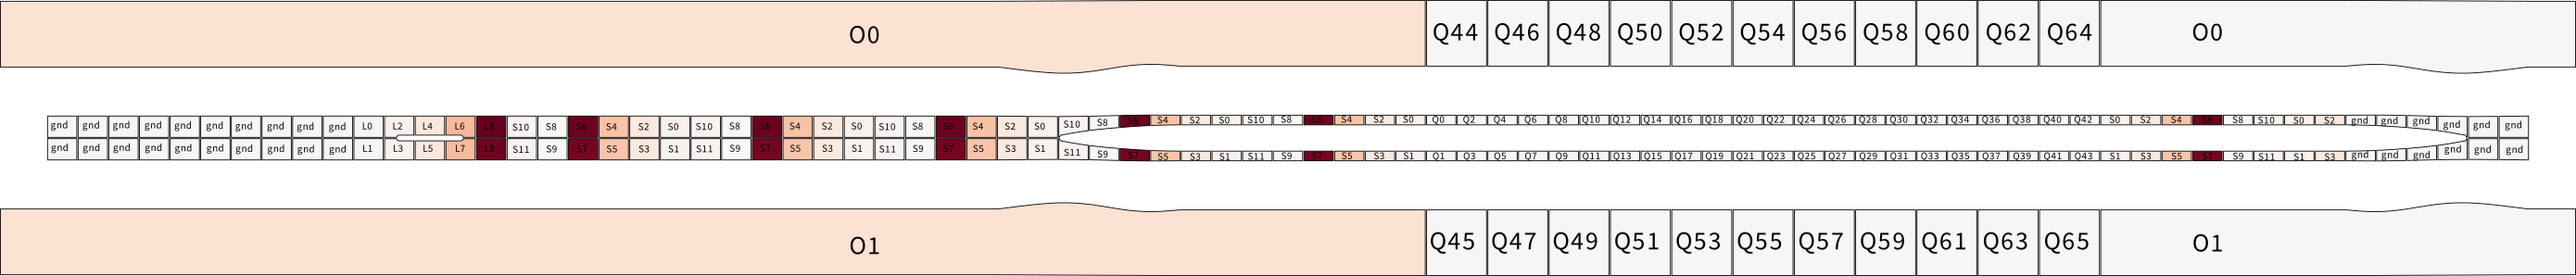 O0 Q44 Q46 Q48 Q50 Q52 Q54 Q56 Q58 Q60 Q62 Q64 O0
gnd gnd gnd gnd gnd gnd gnd gnd gnd gnd L0 L2 L4 L6 L8 S10 S8 S6 S4 S2 S0 S10 S8 S6 S4 S2 S0 S10 S8 S6 S4 S2 S0 S10 S8 S6 S4 S2 S0 S10 S8 S6 S4 S2 S0 Q0 Q2 Q4 Q6 Q8 Q10 Q12 Q14 Q16 Q18 Q20 Q22 Q24 Q26 Q28 Q30 Q32 Q34 Q36 Q38 Q40 Q42 S0 S2 S4 S6 S8 S10 S0 S2 gnd gnd gnd gnd gnd gnd
gnd gnd gnd gnd gnd gnd gnd gnd gnd gnd L1 L3 L5 L7 L9 S11 S9 S7 S5 S3 S1 S11 S9 S7 S5 S3 S1 S11 S9 S7 S5 S3 S1 S11 S9 S7 S5 S3 S1 S11 S9 S7 S5 S3 S1 Q1 Q3 Q5 Q7 Q9 Q11 Q13 Q15 Q17 Q19 Q21 Q23 Q25 Q27 Q29 Q31 Q33 Q35 Q37 Q39 Q41 Q43 S1 S3 S5 S7 S9 S11 S1 S3 gnd gnd gnd gnd gnd gnd
O1 Q45 Q47 Q49 Q51 Q53 Q55 Q57 Q59 Q61 Q63 Q65 O1